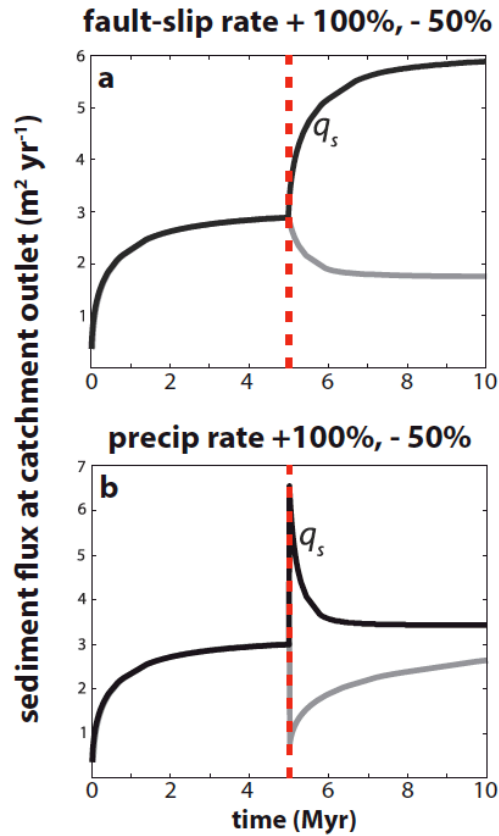 fault-slip rate + 100%, - 50%
a
6
5
4
3
2
1
q_s
0 2 4 6 8 10
time (Myr)
sediment flux at catchment outlet (m² yr⁻¹)
precip rate +100%, - 50%
b
7
6
5
4
3
2
1
q_s
0 2 4 6 8 10
time (Myr)